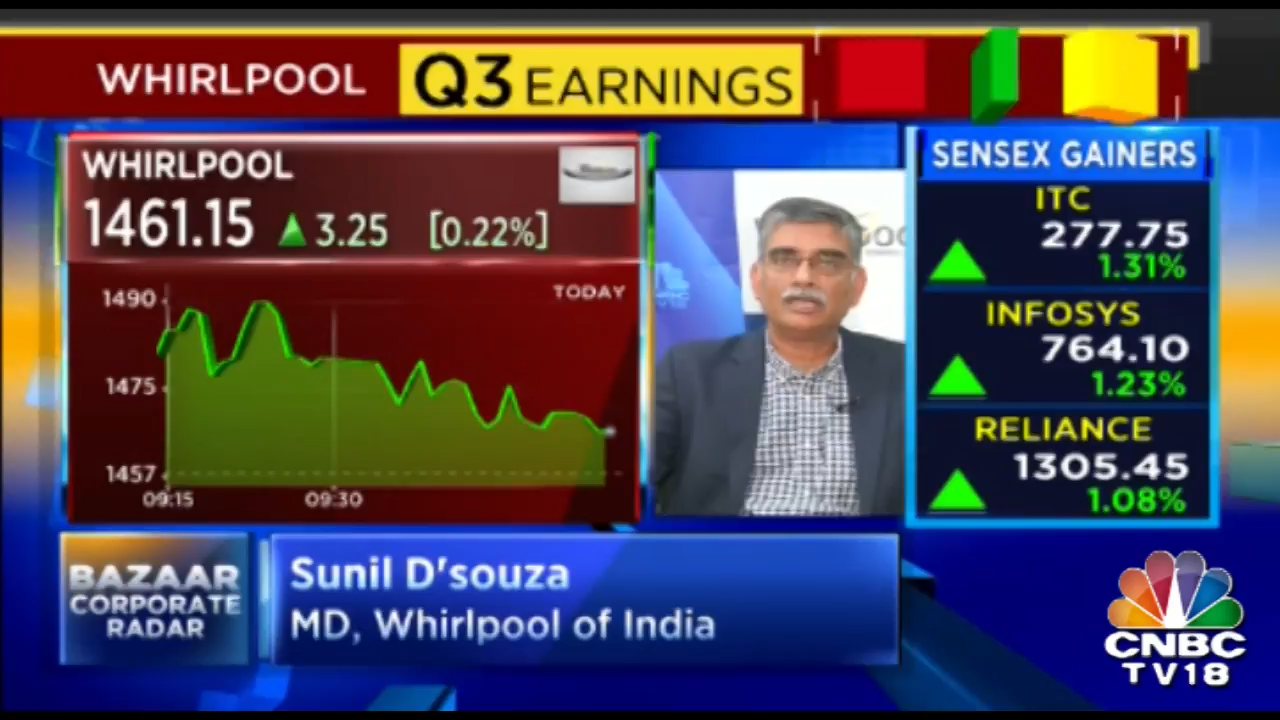 WHIRLPOOL Q3 EARNINGS
WHIRLPOOL
1461.15 ▲ 3.25 [0.22%]
TODAY
1490
1475
1457
09:15 09:30
SENSEX GAINERS
ITC
277.75
1.31%
INFOSYS
764.10
1.23%
RELIANCE
1305.45
1.08%
BAZAAR
CORPORATE
RADAR
Sunil D'souza
MD, Whirlpool of India
CNBC
TV18